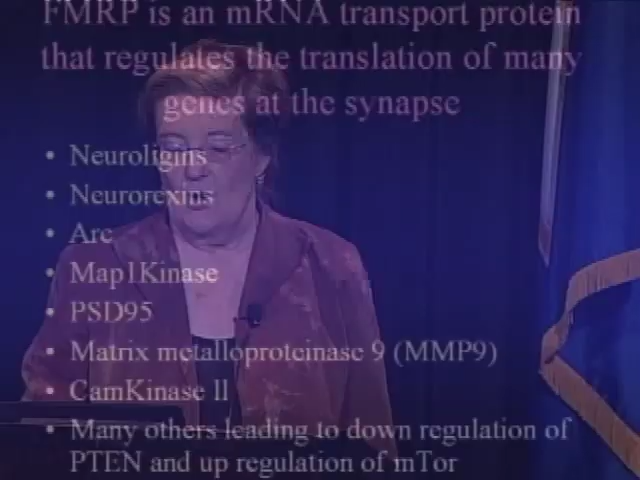 FMRP is an mRNA transport protein
that regulates the translation of many
genes at the synapse
• Neuroligins
• Neurorexins
• Arc
• Map1Kinase
• PSD95
• Matrix metalloproteinase 9 (MMP9)
• CamKinase II
• Many others leading to down regulation of
PTEN and up regulation of mTor